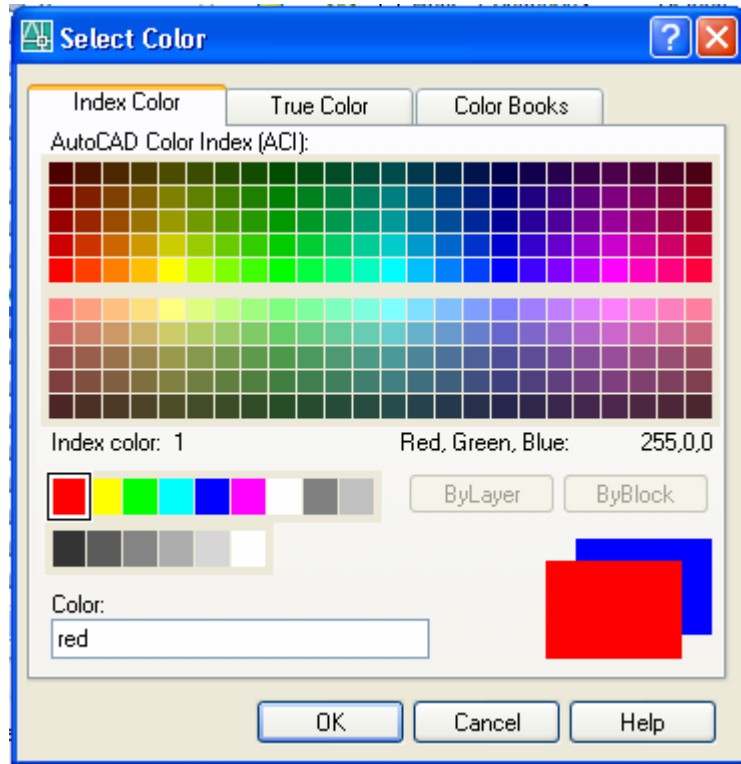 Select Color
?
Index Color True Color Color Books
AutoCAD Color Index (ACI):
Index color: 1 Red, Green, Blue: 255,0,0
ByLayer ByBlock
Color:
red
OK Cancel Help